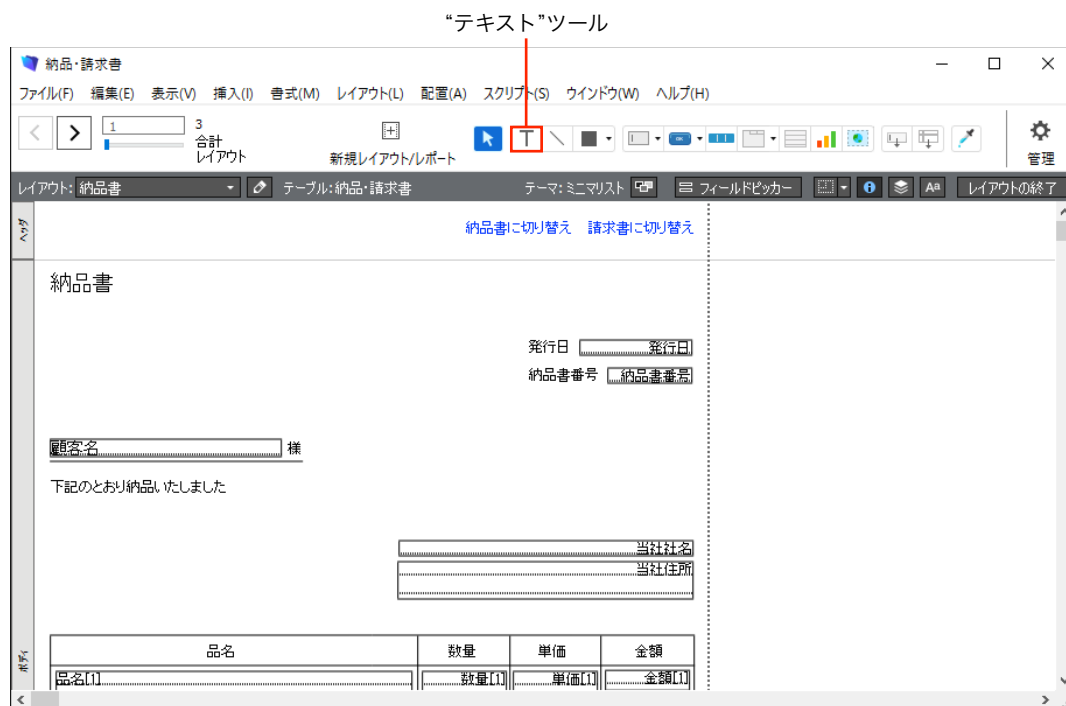 “テキスト”ツール
納品・請求書
ファイル(F) 編集(E) 表示(V) 挿入(I) 書式(M) レイアウト(L) 配置(A) スクリプト(S) ウインドウ(W) ヘルプ(H)
1
3
合計
レイアウト
新規レイアウト/レポート
T
管理
レイアウト: 納品書 テーブル:納品・請求書 テーマ:ミニマリスト フィールドピッカー Aa レイアウトの終了
ヘッダ
納品書に切り替え 請求書に切り替え
納品書
発行日 発行日
納品書番号 納品書番号
顧客名 様
下記のとおり納品いたしました
当社社名
当社住所
ボディ
品名 数量 単価 金額
品名[1] 数量[1] 単価[1] 金額[1]